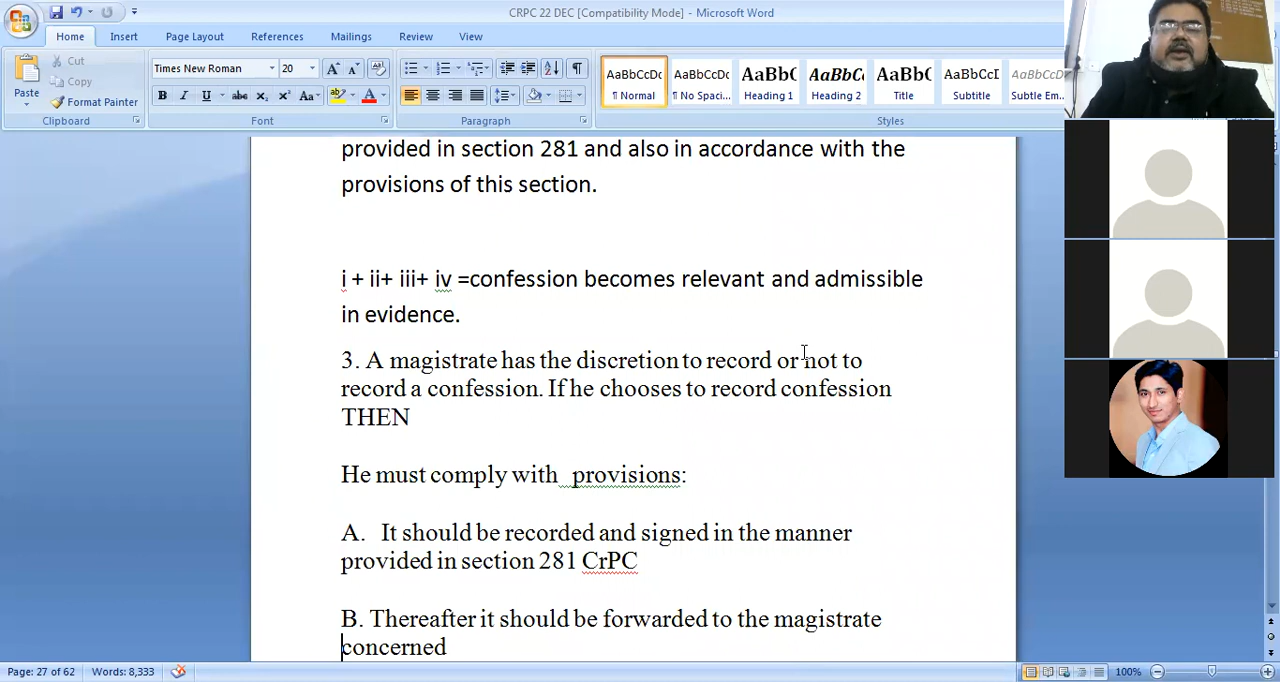 CRPC 22 DEC [Compatibility Mode] - Microsoft Word
Home Insert Page Layout References Mailings Review View
Paste
Cut
Copy
Format Painter
Clipboard
Times New Roman 20
B I U abc X₂ X² Aa
Font
Paragraph
AaBbCcDc AaBbCcDc AaBbC AaBbCc AaBbC AaBbCcI AaBbCcDc
¶ Normal ¶ No Spaci... Heading 1 Heading 2 Title Subtitle Subtle Em...
Styles
provided in section 281 and also in accordance with the
provisions of this section.
i + ii+ iii+ iv =confession becomes relevant and admissible
in evidence.
3. A magistrate has the discretion to record or not to
record a confession. If he chooses to record confession
THEN
He must comply with provisions:
A. It should be recorded and signed in the manner
provided in section 281 CrPC
B. Thereafter it should be forwarded to the magistrate
concerned
Page: 27 of 62 Words: 8,333 100%